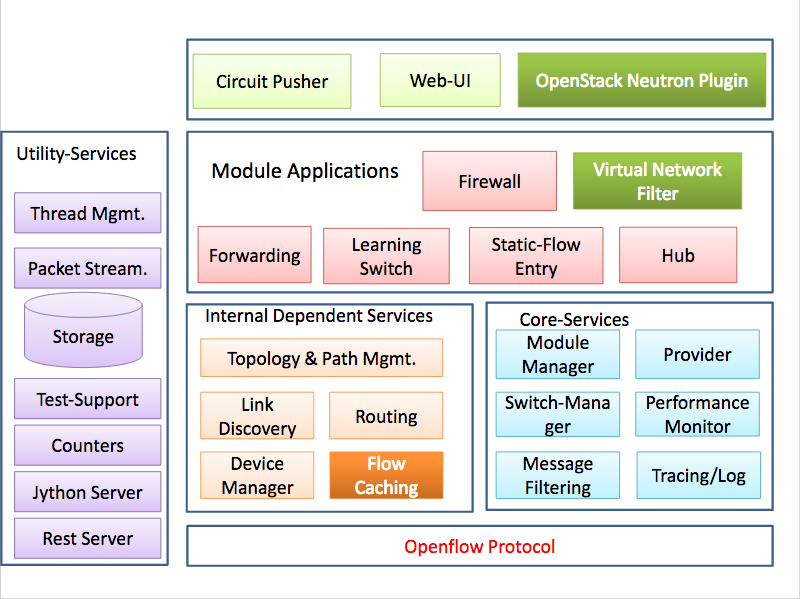 Circuit Pusher
Web-UI
OpenStack Neutron Plugin
Utility-Services
Thread Mgmt.
Packet Stream.
Storage
Test-Support
Counters
Jython Server
Rest Server
Module Applications
Firewall
Virtual Network
Filter
Forwarding
Learning
Switch
Static-Flow
Entry
Hub
Internal Dependent Services
Topology & Path Mgmt.
Link
Discovery
Routing
Device
Manager
Flow
Caching
Core-Services
Module
Manager
Provider
Switch-Mana
ger
Performance
Monitor
Message
Filtering
Tracing/Log
Openflow Protocol